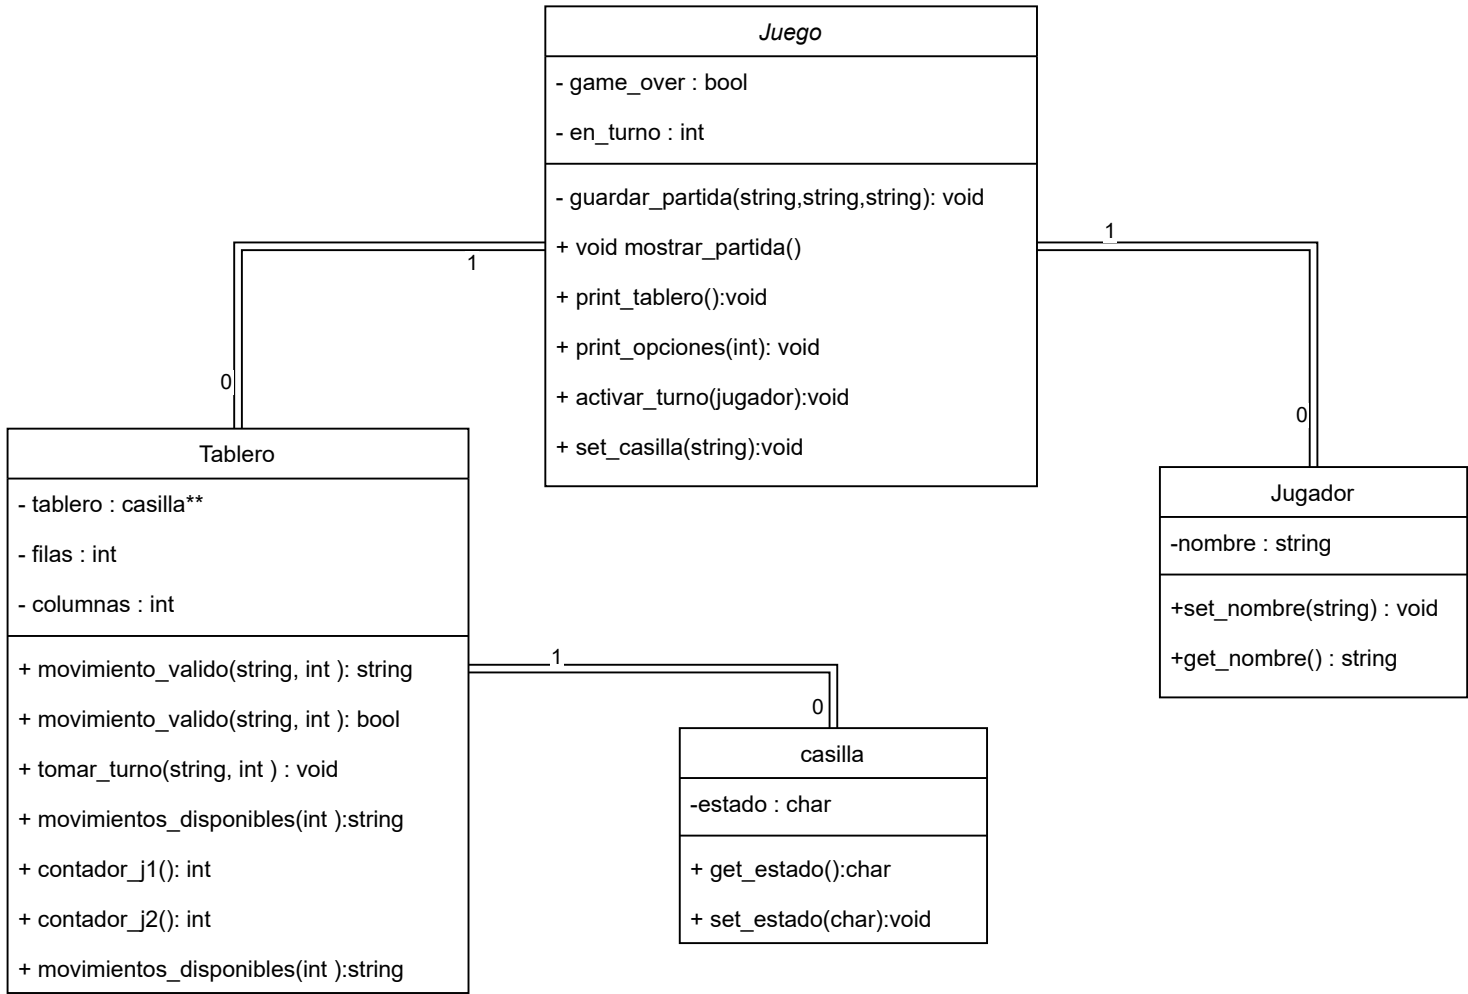 Juego
- game_over : bool
- en_turno : int
- guardar_partida(string,string,string): void
+ void mostrar_partida()
+ print_tablero():void
+ print_opciones(int): void
+ activar_turno(jugador):void
+ set_casilla(string):void
1
0
1
0
Tablero
- tablero : casilla**
- filas : int
- columnas : int
+ movimiento_valido(string, int ): string
+ movimiento_valido(string, int ): bool
+ tomar_turno(string, int ) : void
+ movimientos_disponibles(int ):string
+ contador_j1(): int
+ contador_j2(): int
+ movimientos_disponibles(int ):string
1
0
casilla
-estado : char
+ get_estado():char
+ set_estado(char):void
Jugador
-nombre : string
+set_nombre(string) : void
+get_nombre() : string